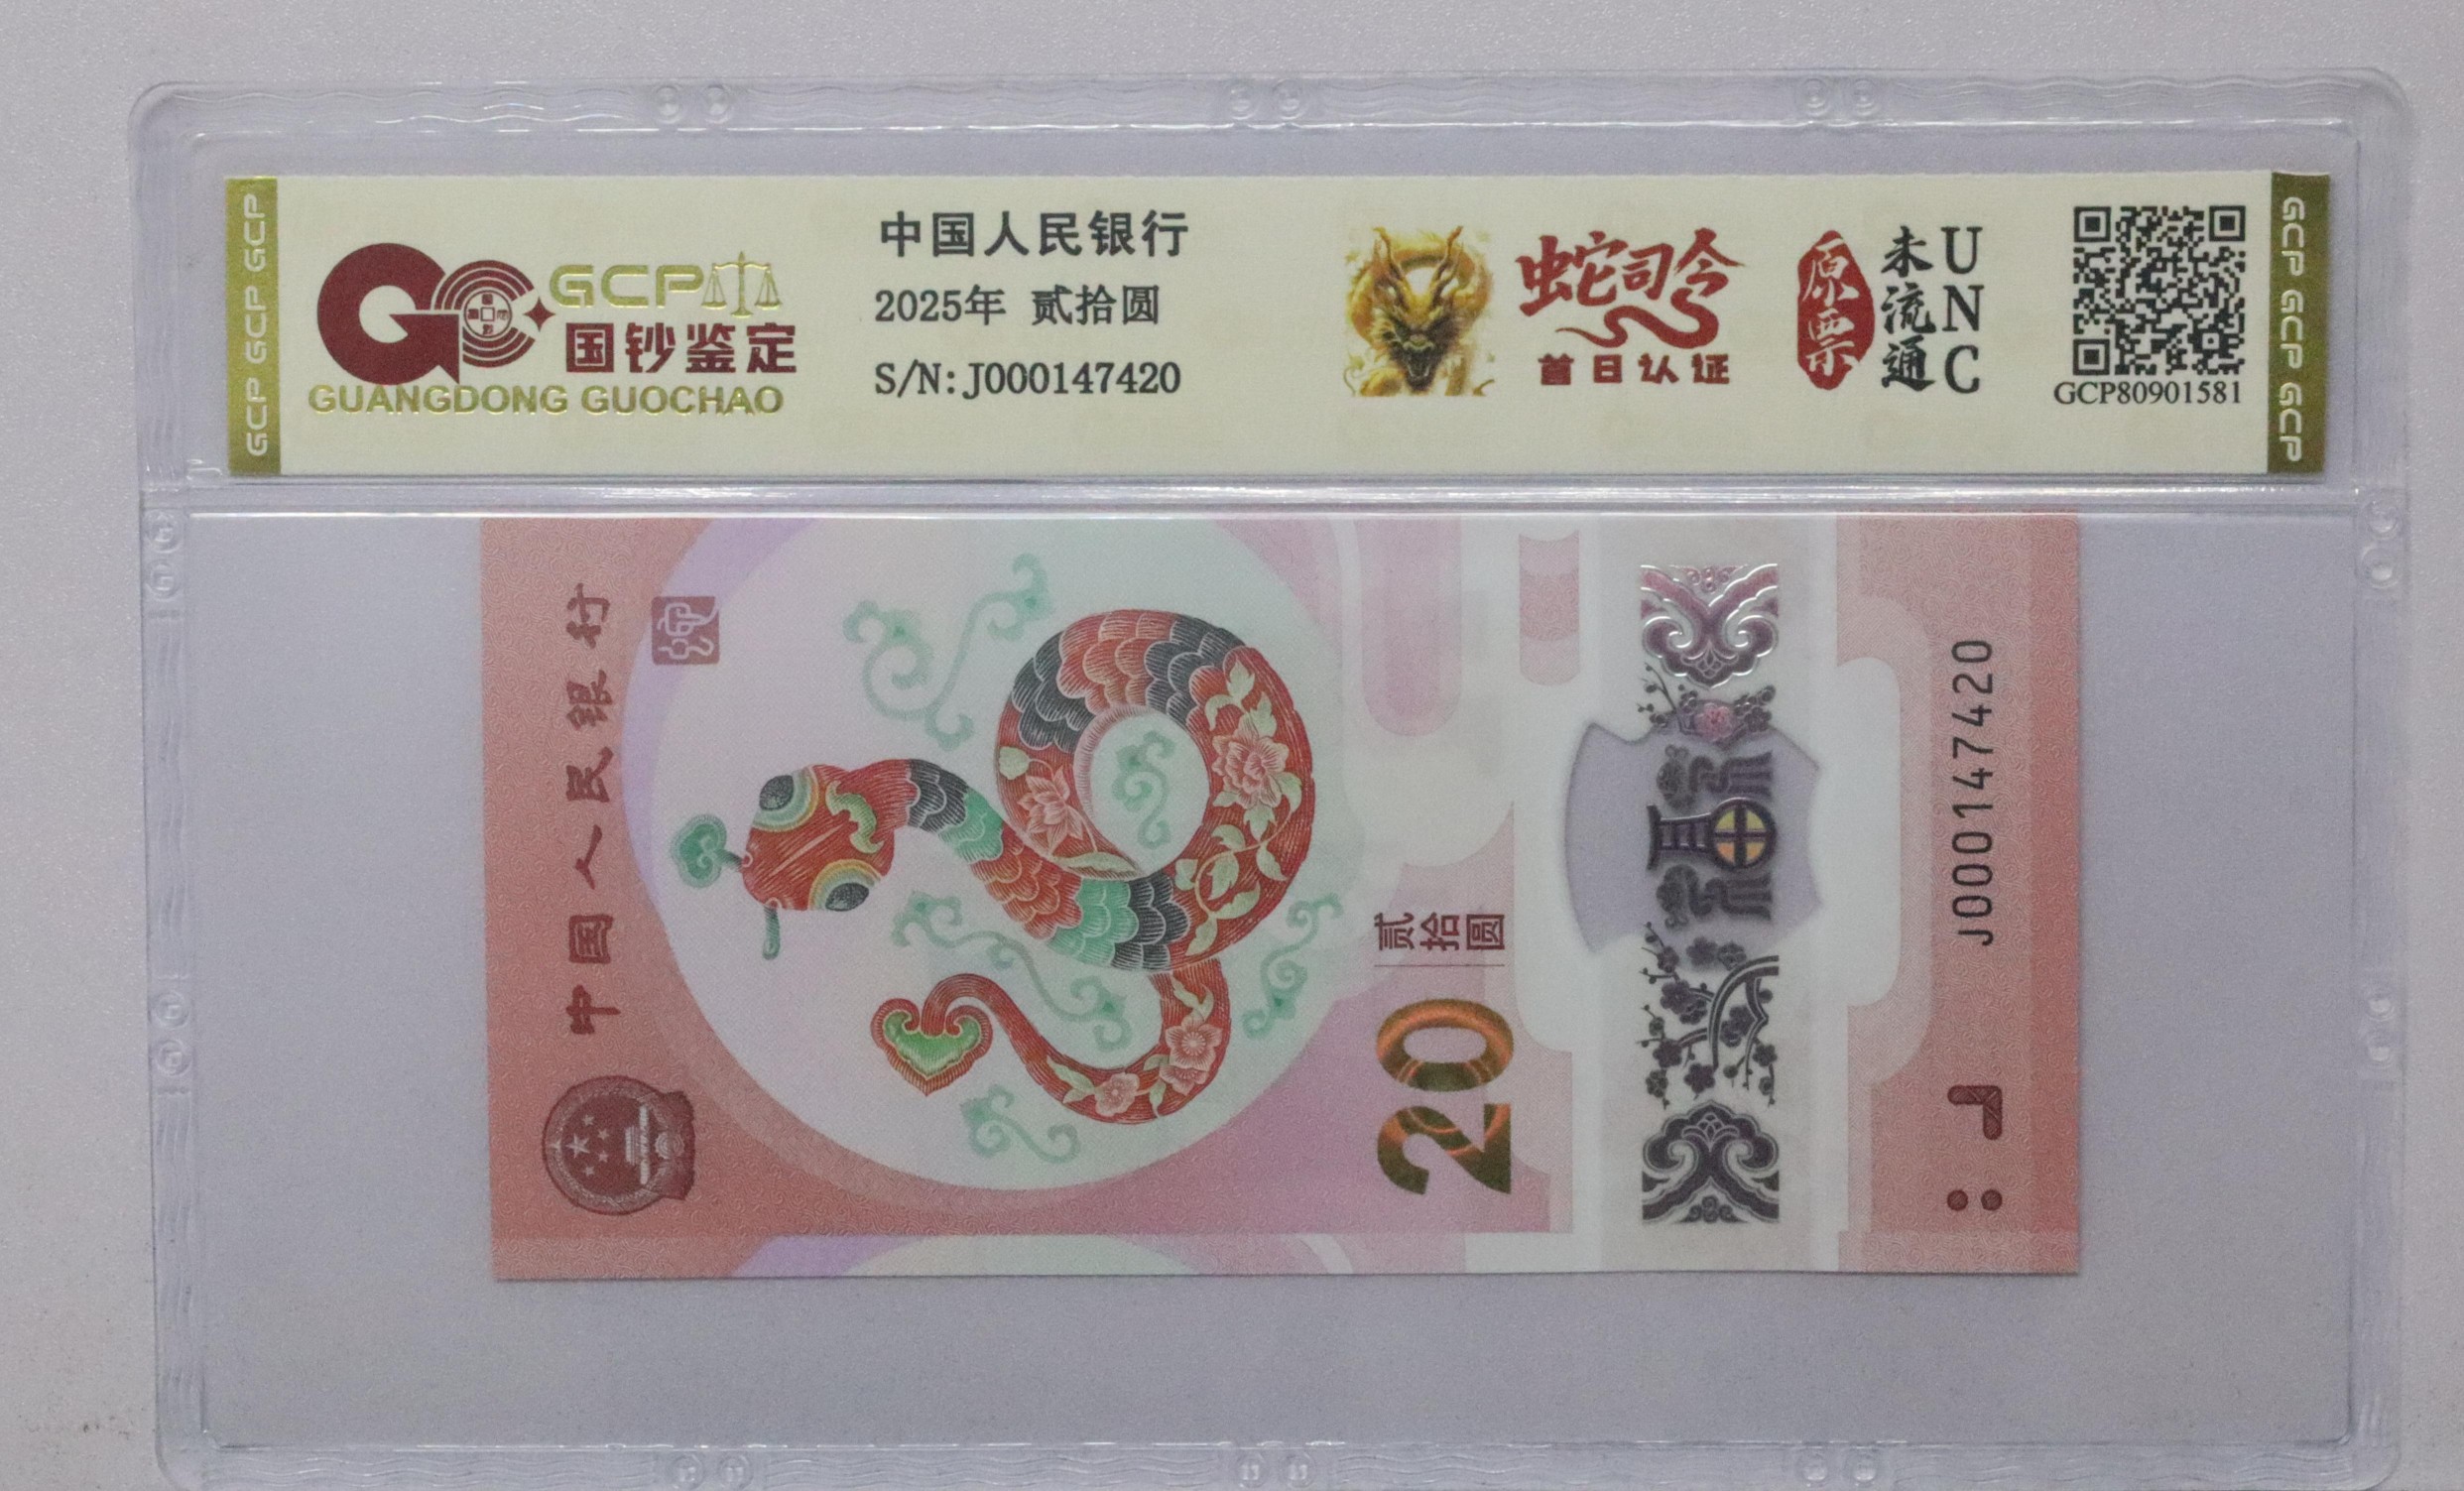 GCP GCP GCP
GCP
国钞鉴定
GUANGDONG GUOCHAO
中国人民银行
2025年 贰拾圆
S/N: J000147420
蛇司令
首日认证
原票
未流通
UNC
GCP80901581
GCP GCP GCP
中国人民银行
贰拾圆
20
福
J000147420